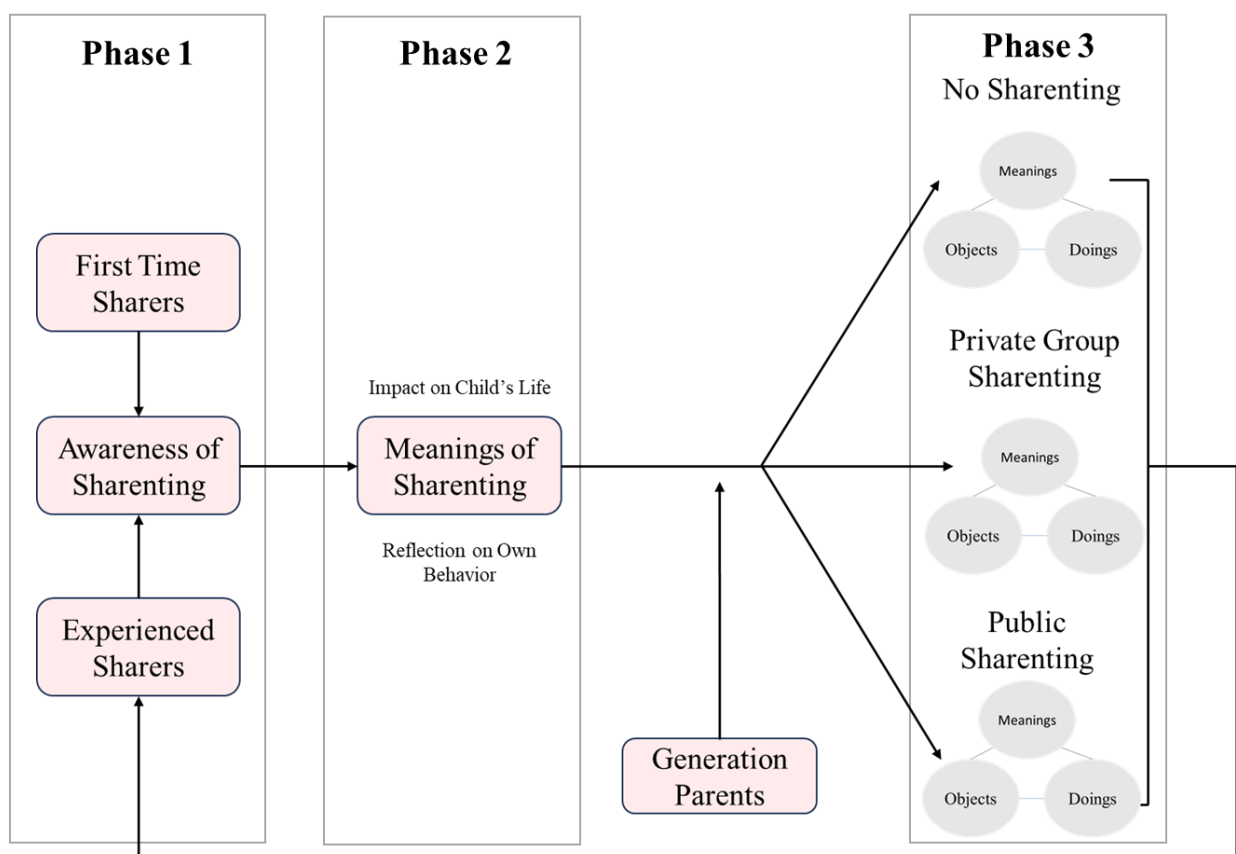 Phase 1
First Time
Sharers
Awareness of
Sharenting
Experienced
Sharers
Phase 2
Impact on Child's Life
Meanings of
Sharenting
Reflection on Own
Behavior
Generation
Parents
Phase 3
No Sharenting
Meanings
Objects
Doings
Private Group
Sharenting
Meanings
Objects
Doings
Public
Sharenting
Meanings
Objects
Doings